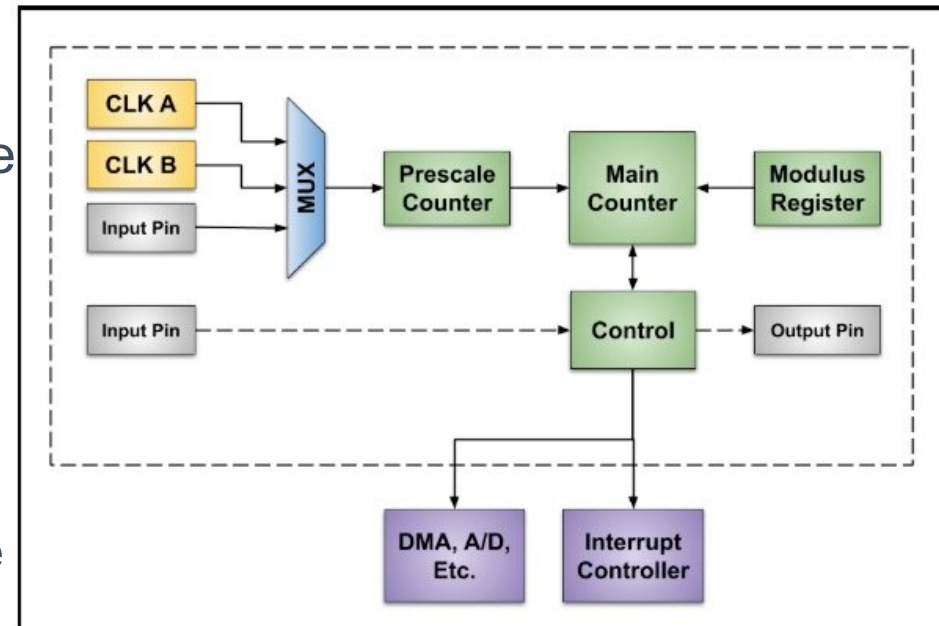 CLK A
CLK B
Input Pin
MUX
Prescale
Counter
Main
Counter
Modulus
Register
Input Pin
Control
Output Pin
DMA, A/D,
Etc.
Interrupt
Controller
e
e